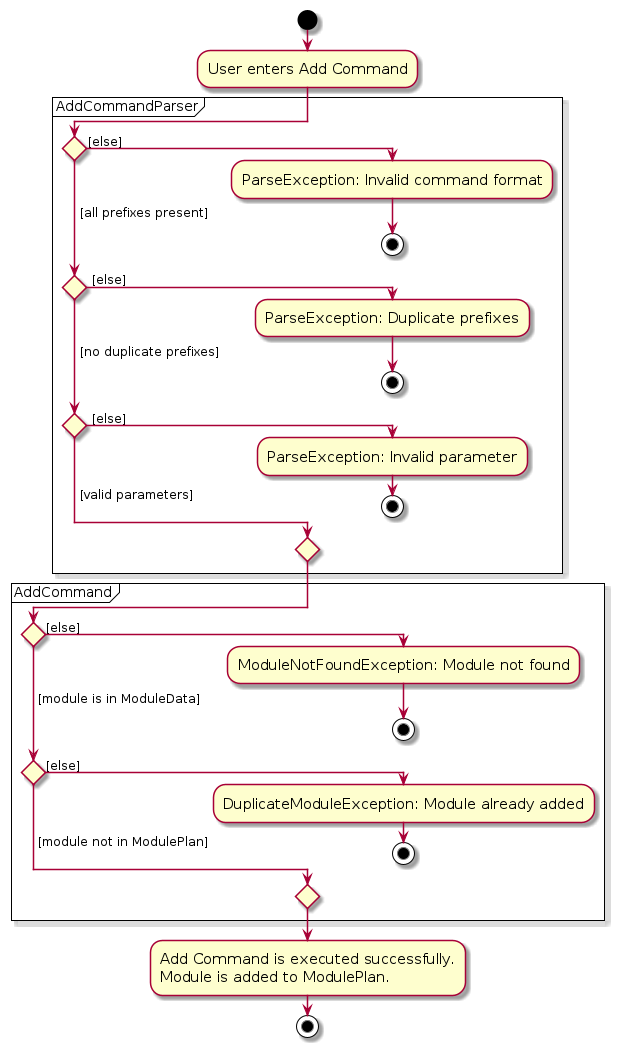 User enters Add Command
AddCommandParser
[else]
ParseException: Invalid command format
[all prefixes present]
[else]
ParseException: Duplicate prefixes
[no duplicate prefixes]
[else]
ParseException: Invalid parameter
[valid parameters]
AddCommand
[else]
ModuleNotFoundException: Module not found
[module is in ModuleData]
[else]
DuplicateModuleException: Module already added
[module not in ModulePlan]
Add Command is executed successfully.
Module is added to ModulePlan.